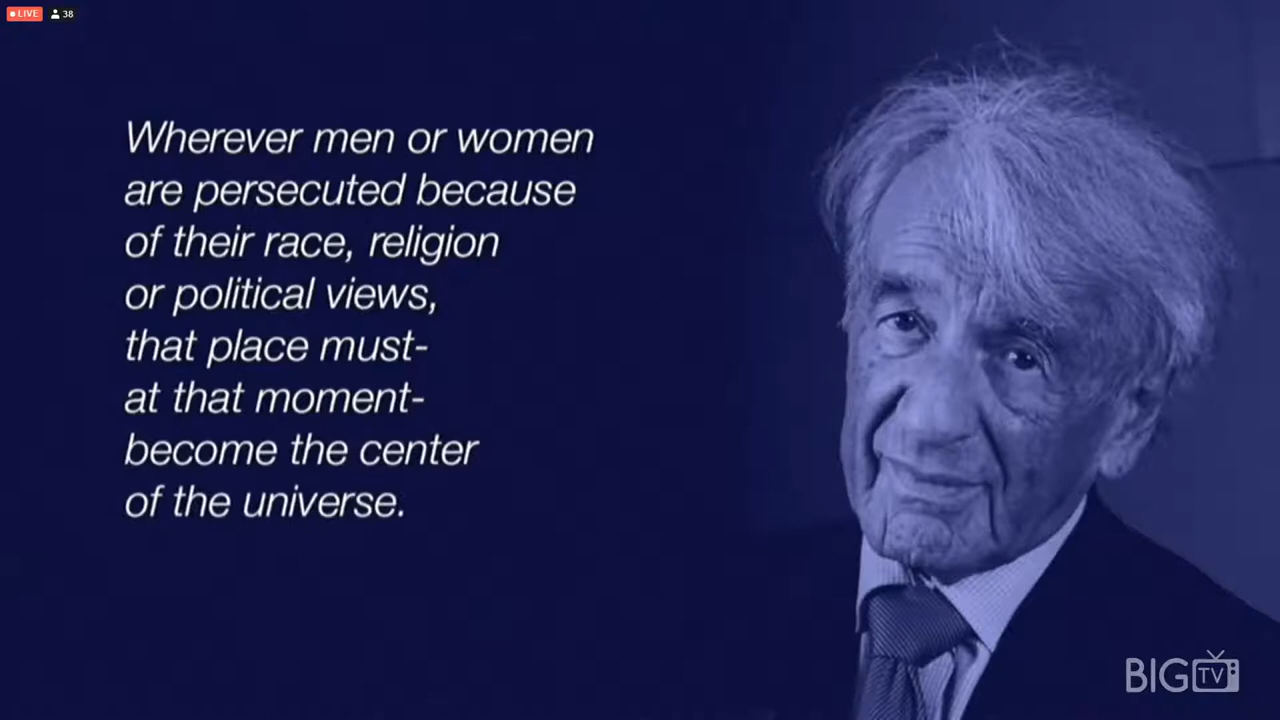 LIVE 38
Wherever men or women
are persecuted because
of their race, religion
or political views,
that place must-
at that moment-
become the center
of the universe.
BIG TV